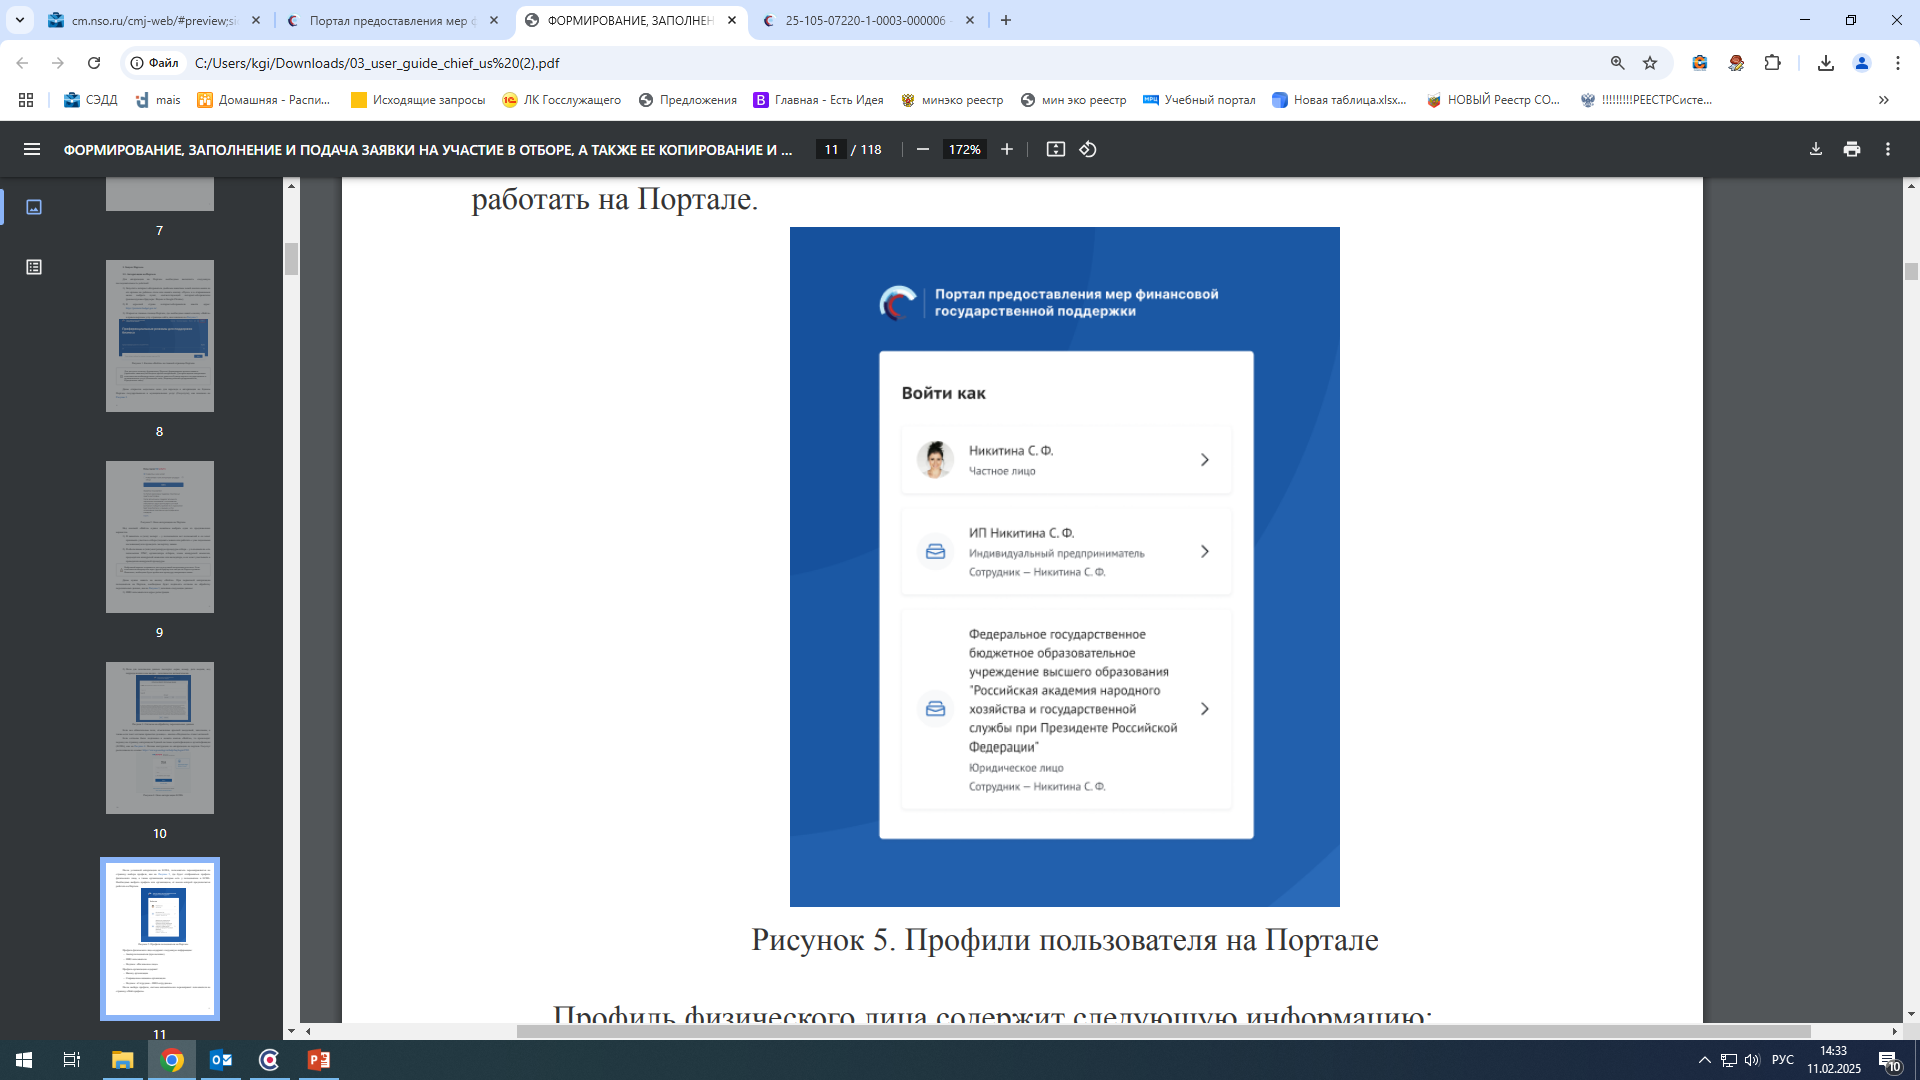 cm.nso.ru/cmj-web/#preview;si
Портал предоставления мер ф
ФОРМИРОВАНИЕ, ЗАПОЛНЕН
25-105-07220-1-0003-000006
Файл
C:/Users/kgi/Downloads/03_user_guide_chief_us%20(2).pdf
СЭДД
mais
Домашняя - Распи...
Исходящие запросы
ЛК Госслужащего
Предложения
Главная - Есть Идея
минэко реестр
мин эко реестр
Учебный портал
Новая таблица.xlsx...
НОВЫЙ Реестр СО...
!!!!!!!!!РЕЕСТРСисте...
ФОРМИРОВАНИЕ, ЗАПОЛНЕНИЕ И ПОДАЧА ЗАЯВКИ НА УЧАСТИЕ В ОТБОРЕ, А ТАКЖЕ ЕЕ КОПИРОВАНИЕ И ...
11 / 118
172%
7
8
9
10
11
работать на Портале.
Портал предоставления мер финансовой
государственной поддержки
Войти как
Никитина С. Ф.
Частное лицо
ИП Никитина С. Ф.
Индивидуальный предприниматель
Сотрудник — Никитина С. Ф.
Федеральное государственное
бюджетное образовательное
учреждение высшего образования
"Российская академия народного
хозяйства и государственной
службы при Президенте Российской
Федерации"
Юридическое лицо
Сотрудник — Никитина С. Ф.
Рисунок 5. Профили пользователя на Портале
Профиль физического лица содержит следующую информацию:
РУС
14:33
11.02.2025
10